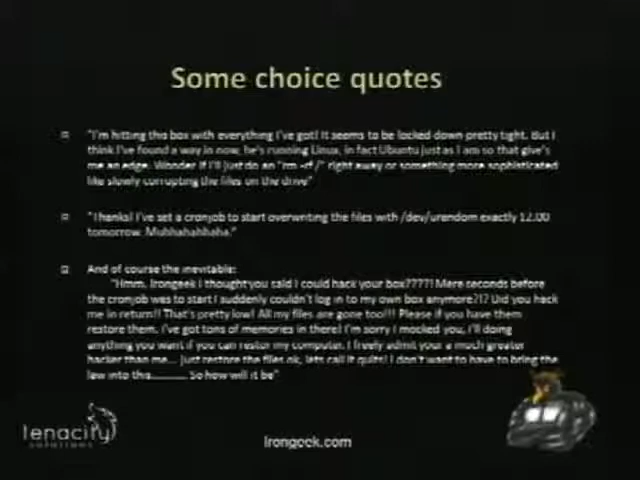 Some choice quotes
"I'm hitting this box with everything I've got! It seems to be locked down pretty tight. But I
think I've found a way in now, he's running Linux, in fact Ubuntu just as I am so that give's
me an edge. Wonder if I'll just do an "rm -rf /" right away or something more sophisticated
like slowly corrupting the files on the drive"
"Thanks! I've set a cronjob to start overwriting the files with /dev/urandom exactly 12.00
tomorrow. Muhhahahhaha."
And of course the inevitable:
"Hmm. Irongeek I thought you said I could hack your box????! Mere seconds before
the cronjob was to start I suddenly couldn't log in to my own box anymore?!? Did you hack
me in return!! That's pretty low! All my files are gone too!!! Please if you have them
restore them. I've got tons of memories in there! I'm sorry I mocked you, I'll doing
anything you want if you can restor my computer. I freely admit your a much greater
hacker than me... Just restore the files ok, lets call it quits! I don't want to have to bring the
law into this............ So how will it be"
tenacity
SOLUTIONS
Irongeek.com